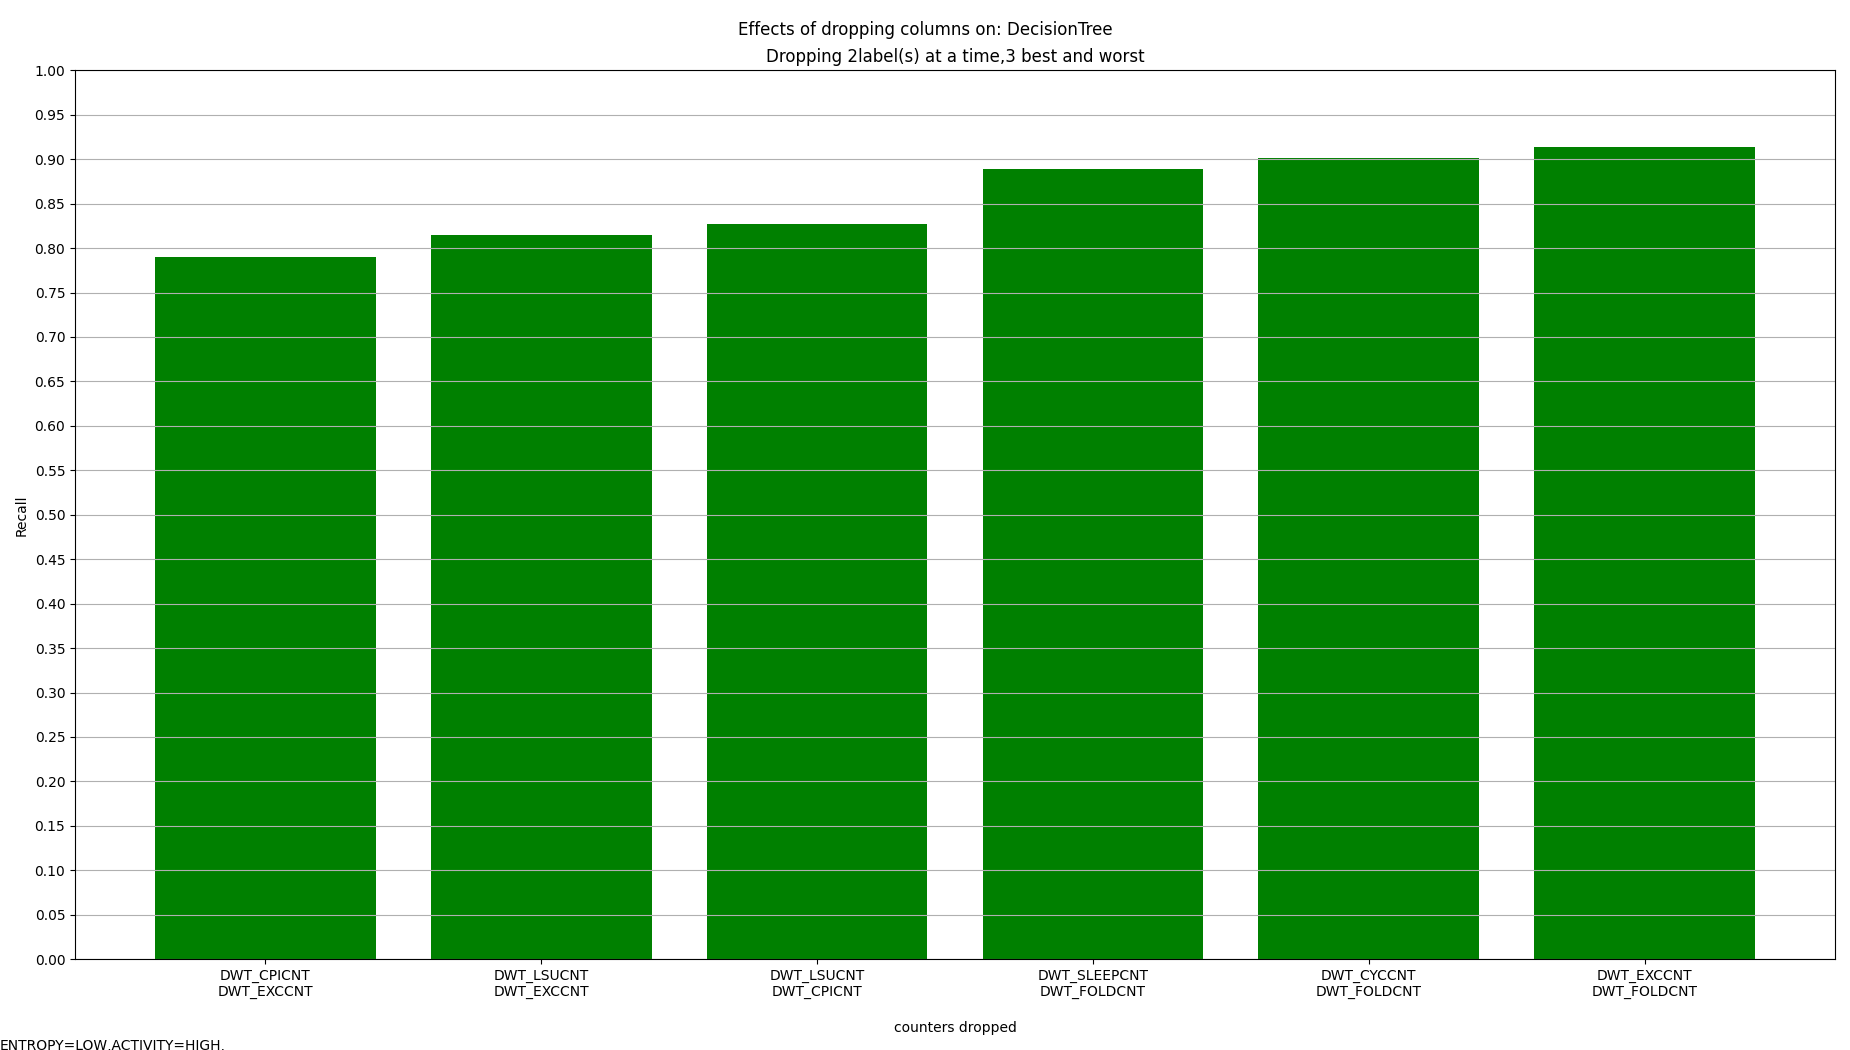 Effects of dropping columns on: DecisionTree
Dropping 2label(s) at a time,3 best and worst
1.00
0.95
0.90
0.85
0.80
0.75
0.70
0.65
0.60
0.55
0.50
0.45
0.40
0.35
0.30
0.25
0.20
0.15
0.10
0.05
0.00
Recall
DWT_CPICNT
DWT_EXCCNT
DWT_LSUCNT
DWT_EXCCNT
DWT_LSUCNT
DWT_CPICNT
DWT_SLEEPCNT
DWT_FOLDCNT
DWT_CYCCNT
DWT_FOLDCNT
DWT_EXCCNT
DWT_FOLDCNT
counters dropped
ENTROPY=LOW.ACTIVITY=HIGH.